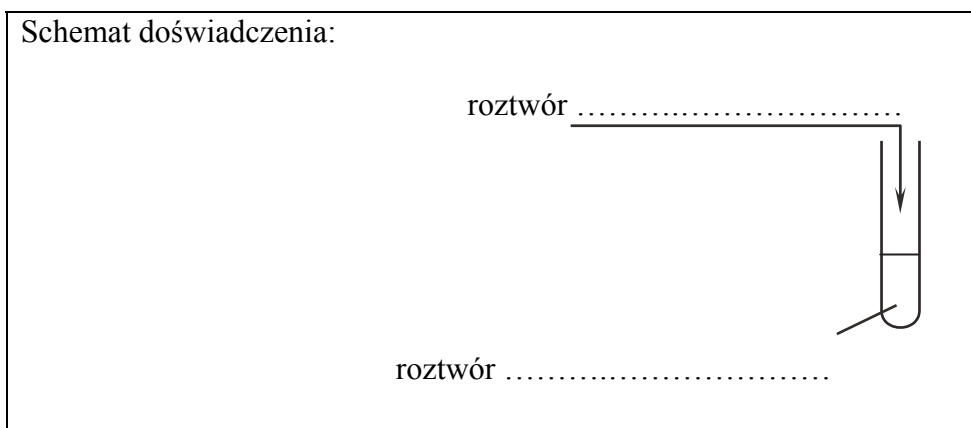 Schemat doświadczenia:
roztwór ……….……………………
roztwór ……….…………………